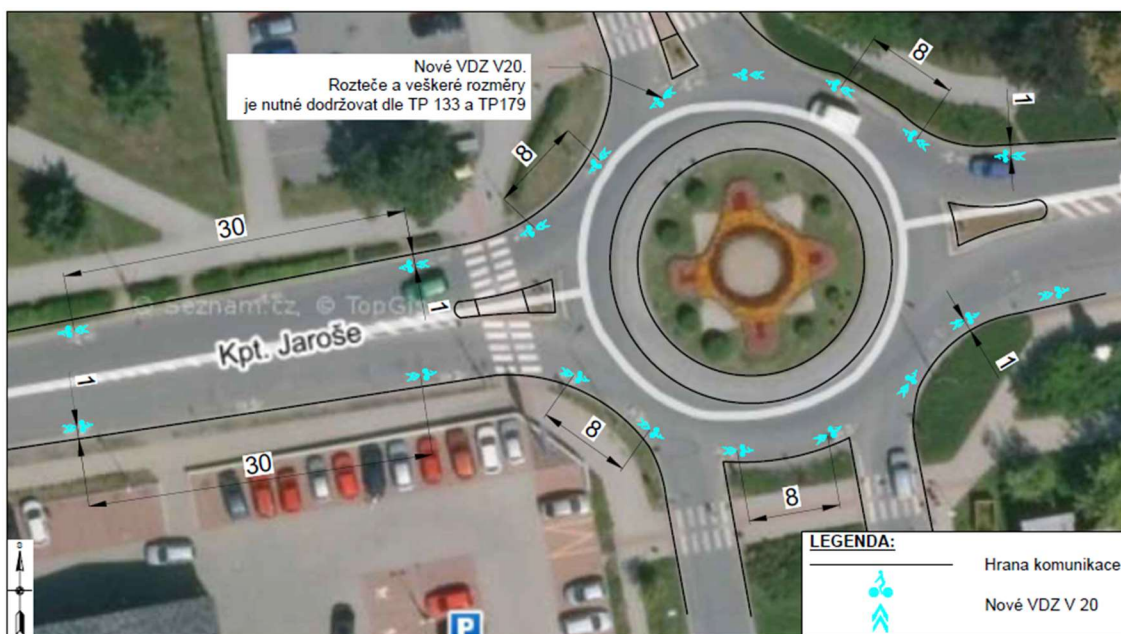 Nové VDZ V20.
Rozteče a veškeré rozměry
je nutné dodržovat dle TP 133 a TP179
8
1
8
30
© Seznam.cz, © TopGi
1
Kpt. Jaroše
1
1
8
30
8
P
LEGENDA:
Hrana komunikace
Nové VDZ V 20